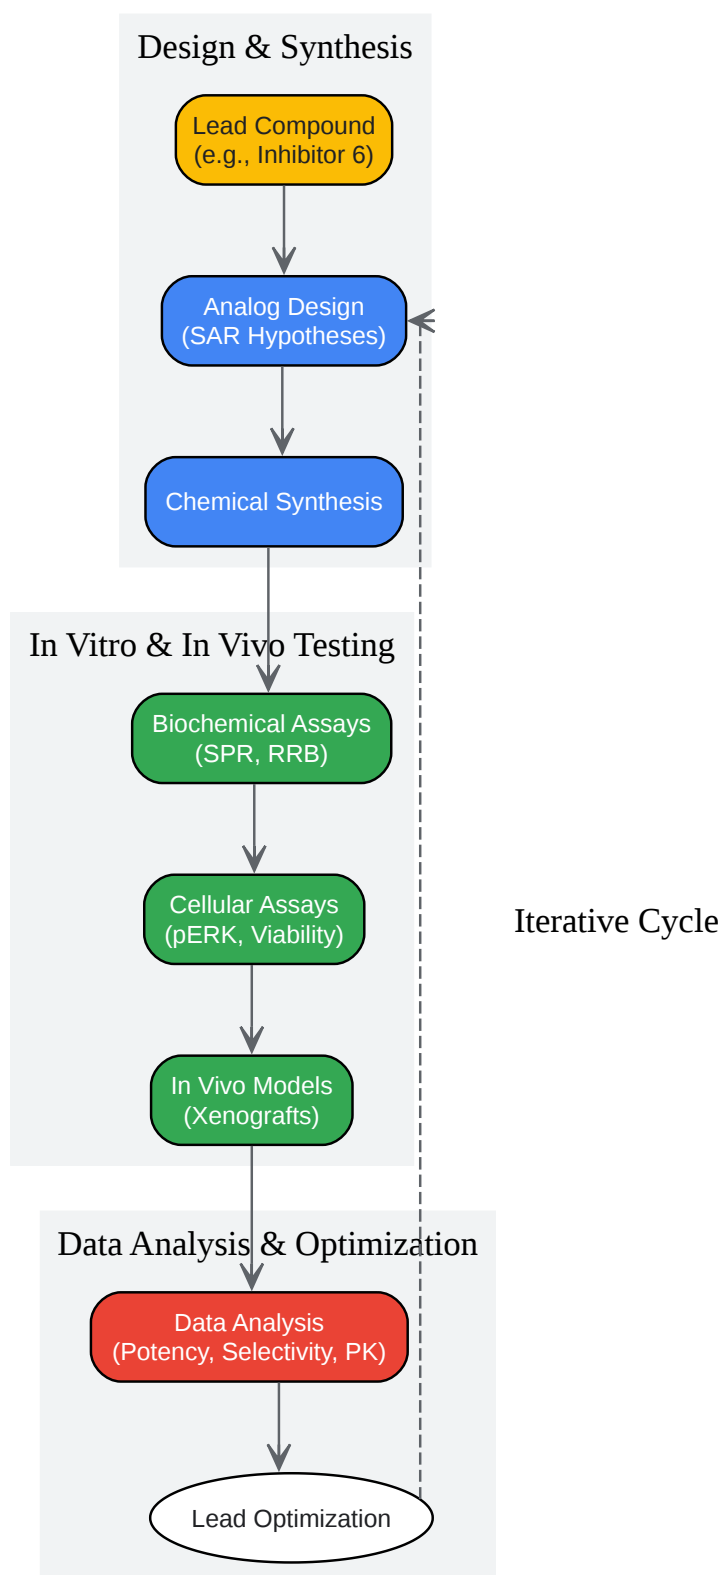 Design & Synthesis
Lead Compound
(e.g., Inhibitor 6)
Analog Design
(SAR Hypotheses)
Chemical Synthesis
In Vitro & In Vivo Testing
Biochemical Assays
(SPR, RRB)
Cellular Assays
(pERK, Viability)
Iterative Cycle
In Vivo Models
(Xenografts)
Data Analysis & Optimization
Data Analysis
(Potency, Selectivity, PK)
Lead Optimization